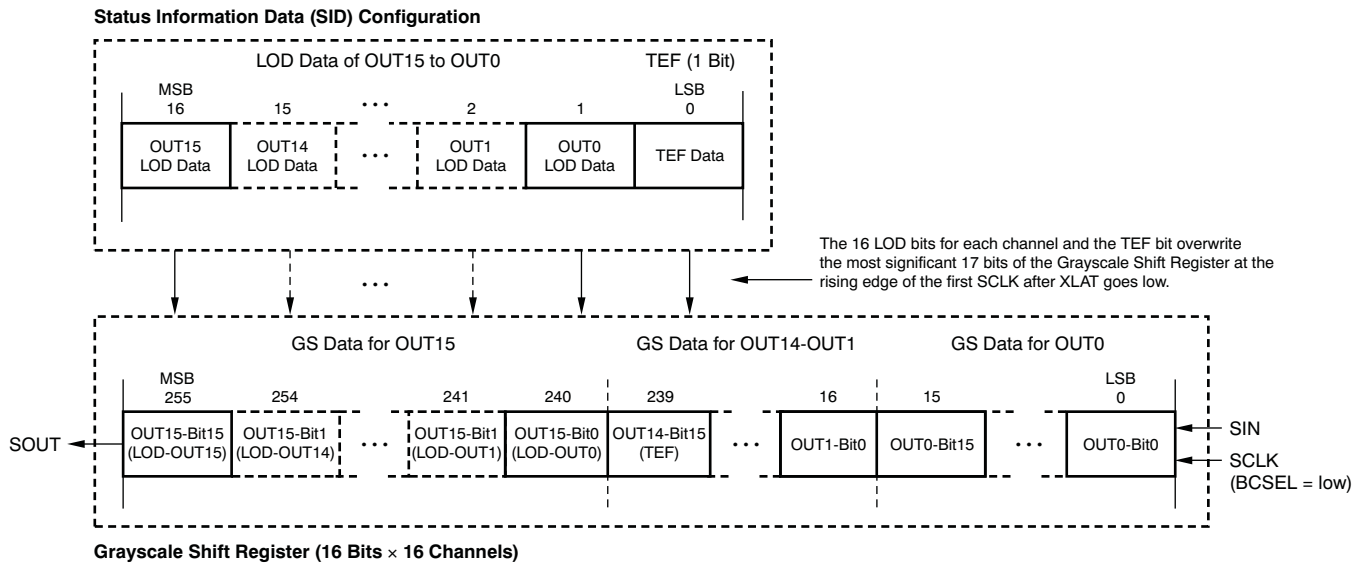 Status Information Data (SID) Configuration
LOD Data of OUT15 to OUT0
TEF (1 Bit)
MSB
LSB
16
15
•••
2
1
0
OUT15
LOD Data
OUT14
LOD Data
•••
OUT1
LOD Data
OUT0
LOD Data
TEF Data
•••
The 16 LOD bits for each channel and the TEF bit overwrite
the most significant 17 bits of the Grayscale Shift Register at the
rising edge of the first SCLK after XLAT goes low.
GS Data for OUT15
GS Data for OUT14-OUT1
GS Data for OUT0
MSB
LSB
255
254
241
240
239
16
15
0
SOUT
OUT15-Bit15
(LOD-OUT15)
OUT15-Bit1
(LOD-OUT14)
•••
OUT15-Bit1
(LOD-OUT1)
OUT15-Bit0
(LOD-OUT0)
OUT14-Bit15
(TEF)
•••
OUT1-Bit0
OUT0-Bit15
•••
OUT0-Bit0
SIN
SCLK
(BCSEL = low)
Grayscale Shift Register (16 Bits × 16 Channels)